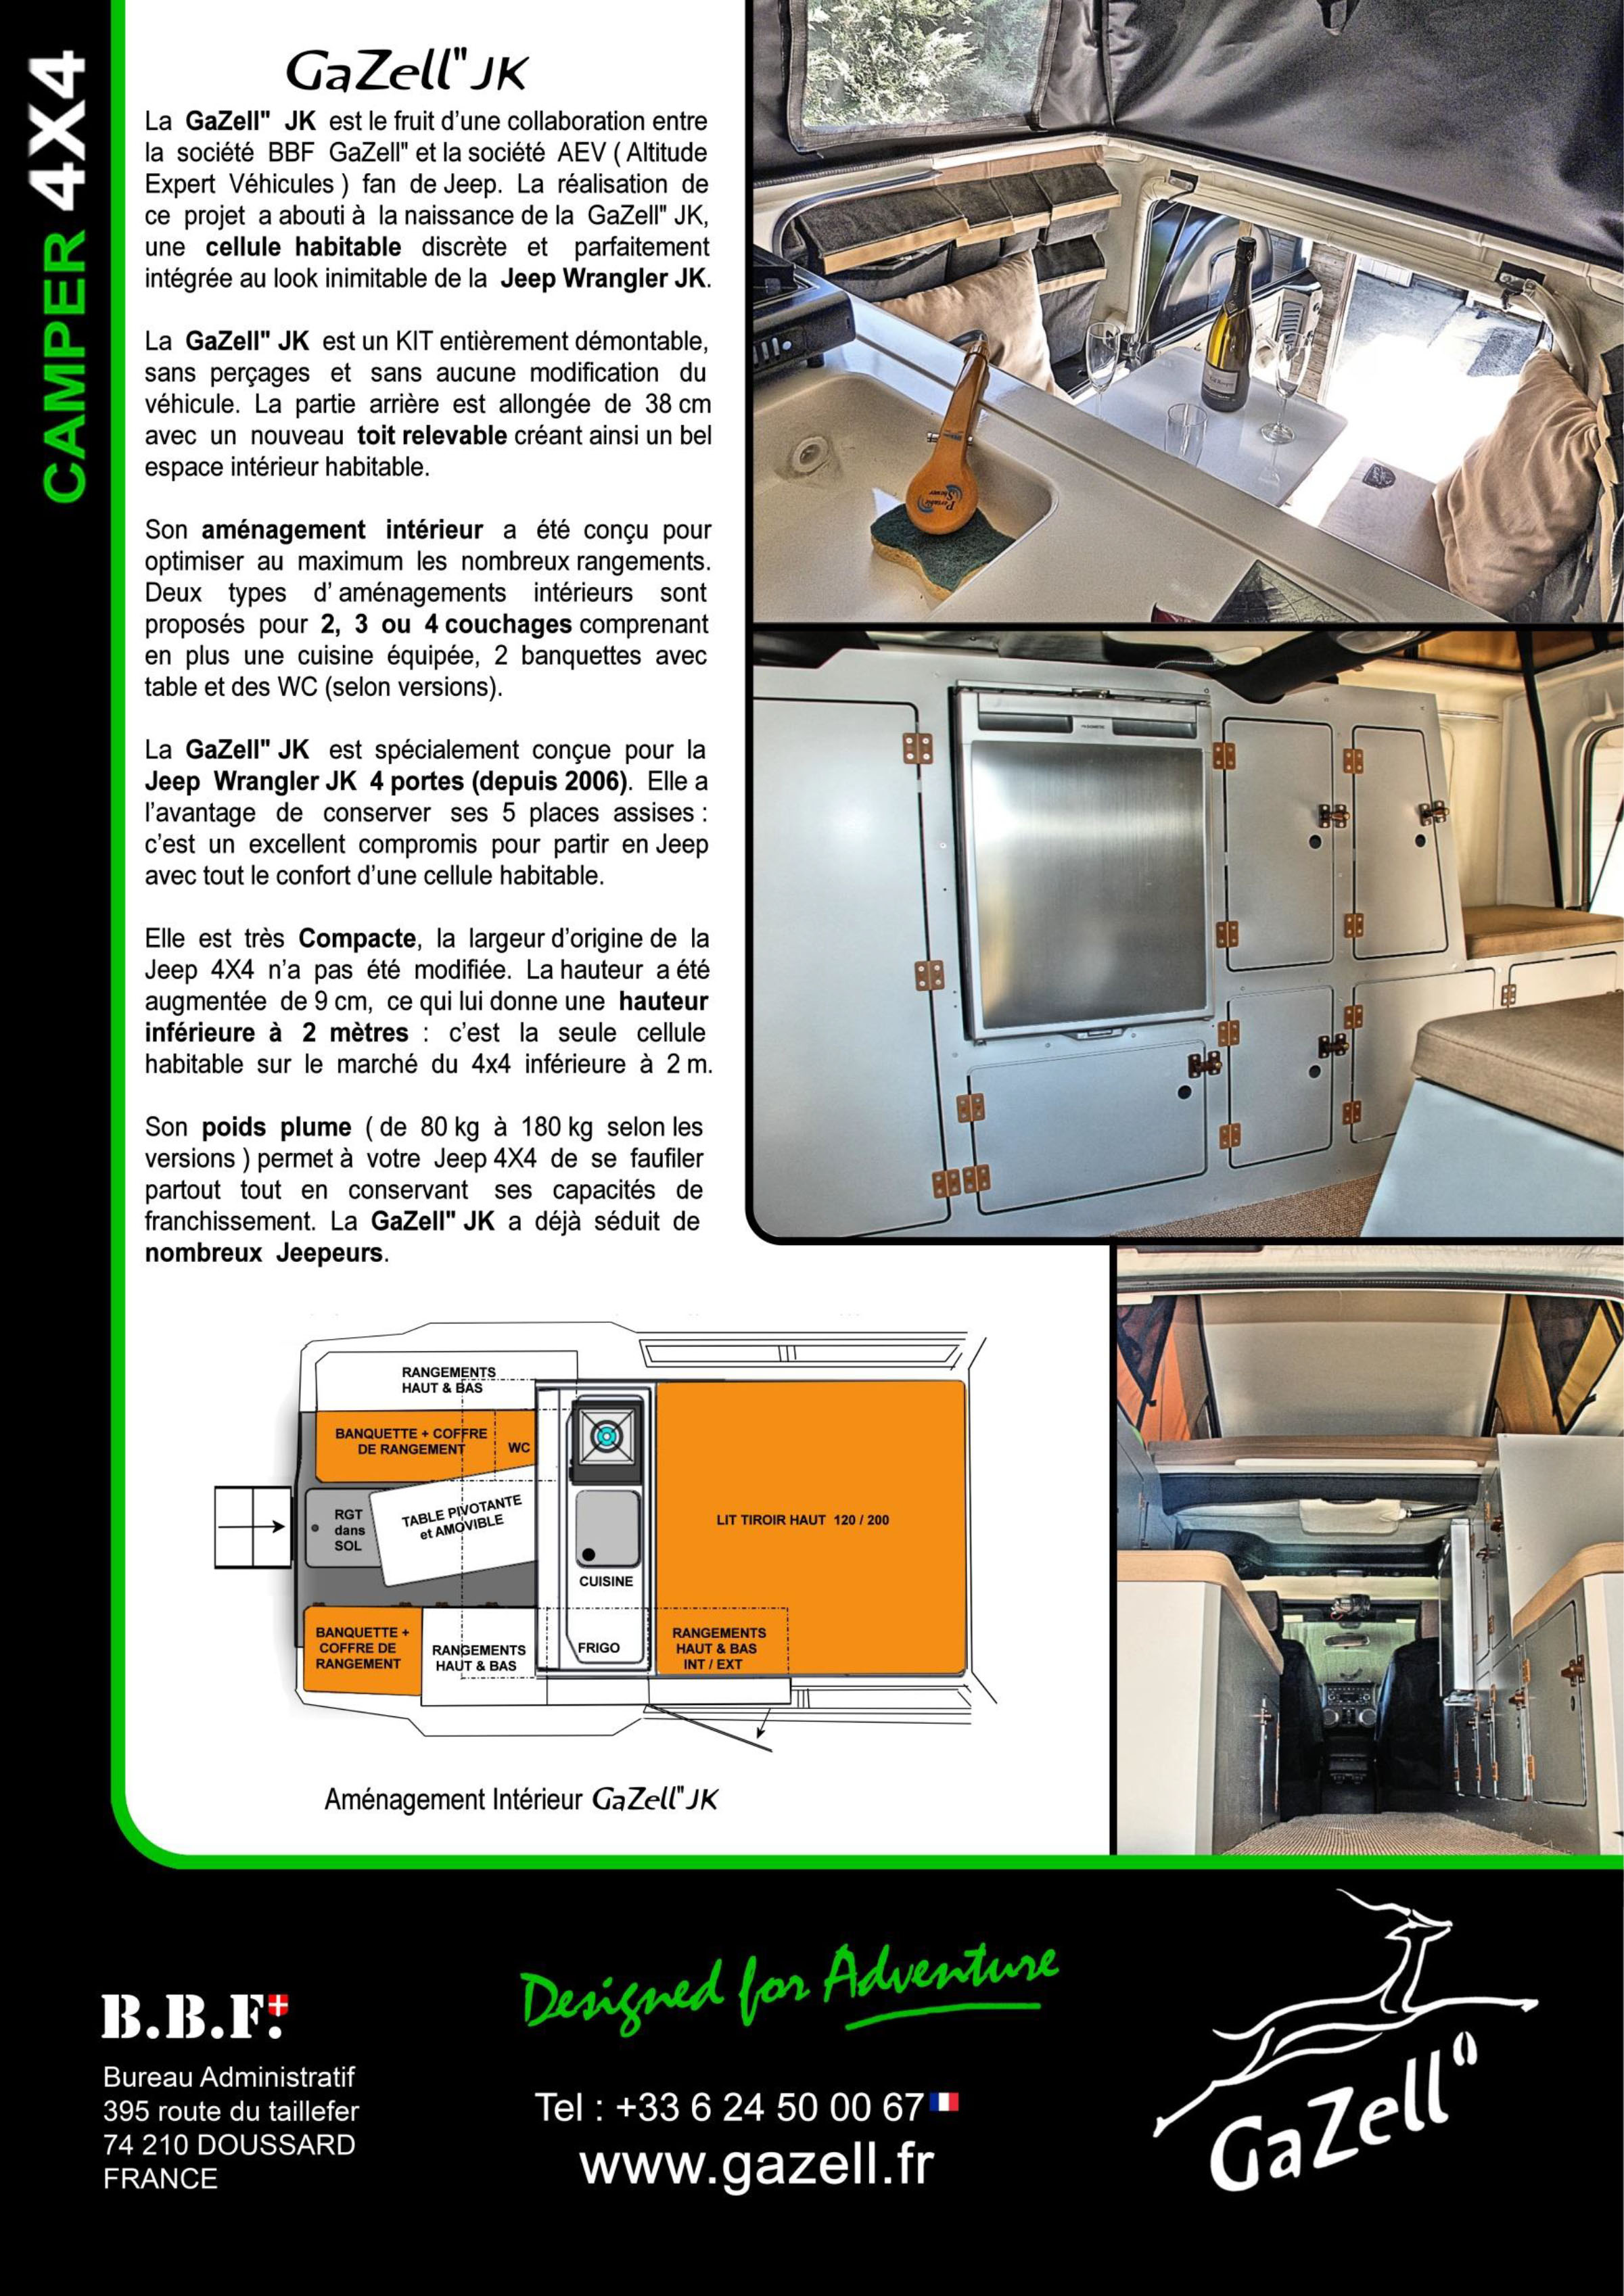 CAMPER 4X4
GaZell" JK
La GaZell" JK est le fruit d'une collaboration entre
la société BBF GaZell" et la société AEV ( Altitude
Expert Véhicules ) fan de Jeep. La réalisation de
ce projet a abouti à la naissance de la GaZell" JK,
une cellule habitable discrète et parfaitement
intégrée au look inimitable de la Jeep Wrangler JK.
La GaZell" JK est un KIT entièrement démontable,
sans perçages et sans aucune modification du
véhicule. La partie arrière est allongée de 38 cm
avec un nouveau toit relevable créant ainsi un bel
espace intérieur habitable.
Son aménagement intérieur a été conçu pour
optimiser au maximum les nombreux rangements.
Deux types d' aménagements intérieurs sont
proposés pour 2, 3 ou 4 couchages comprenant
en plus une cuisine équipée, 2 banquettes avec
table et des WC (selon versions).
La GaZell" JK est spécialement conçue pour la
Jeep Wrangler JK 4 portes (depuis 2006). Elle a
l'avantage de conserver ses 5 places assises :
c'est un excellent compromis pour partir en Jeep
avec tout le confort d'une cellule habitable.
Elle est très Compacte, la largeur d'origine de la
Jeep 4X4 n'a pas été modifiée. La hauteur a été
augmentée de 9 cm, ce qui lui donne une hauteur
inférieure à 2 mètres : c'est la seule cellule
habitable sur le marché du 4x4 inférieure à 2 m.
Son poids plume ( de 80 kg à 180 kg selon les
versions ) permet à votre Jeep 4X4 de se faufiler
partout tout en conservant ses capacités de
franchissement. La GaZell" JK a déjà séduit de
nombreux Jeepeurs.
Portable
Shower
RANGEMENTS
HAUT & BAS
BANQUETTE + COFFRE
DE RANGEMENT
WC
RGT
dans
SOL
TABLE PIVOTANTE
et AMOVIBLE
CUISINE
LIT TIROIR HAUT 120 / 200
BANQUETTE +
COFFRE DE
RANGEMENT
RANGEMENTS
HAUT & BAS
FRIGO
RANGEMENTS
HAUT & BAS
INT / EXT
Aménagement Intérieur GaZell" JK
B.B.F.
Bureau Administratif
395 route du taillefer
74 210 DOUSSARD
FRANCE
Designed for Adventure
Tel : +33 6 24 50 00 67
www.gazell.fr
GaZell"